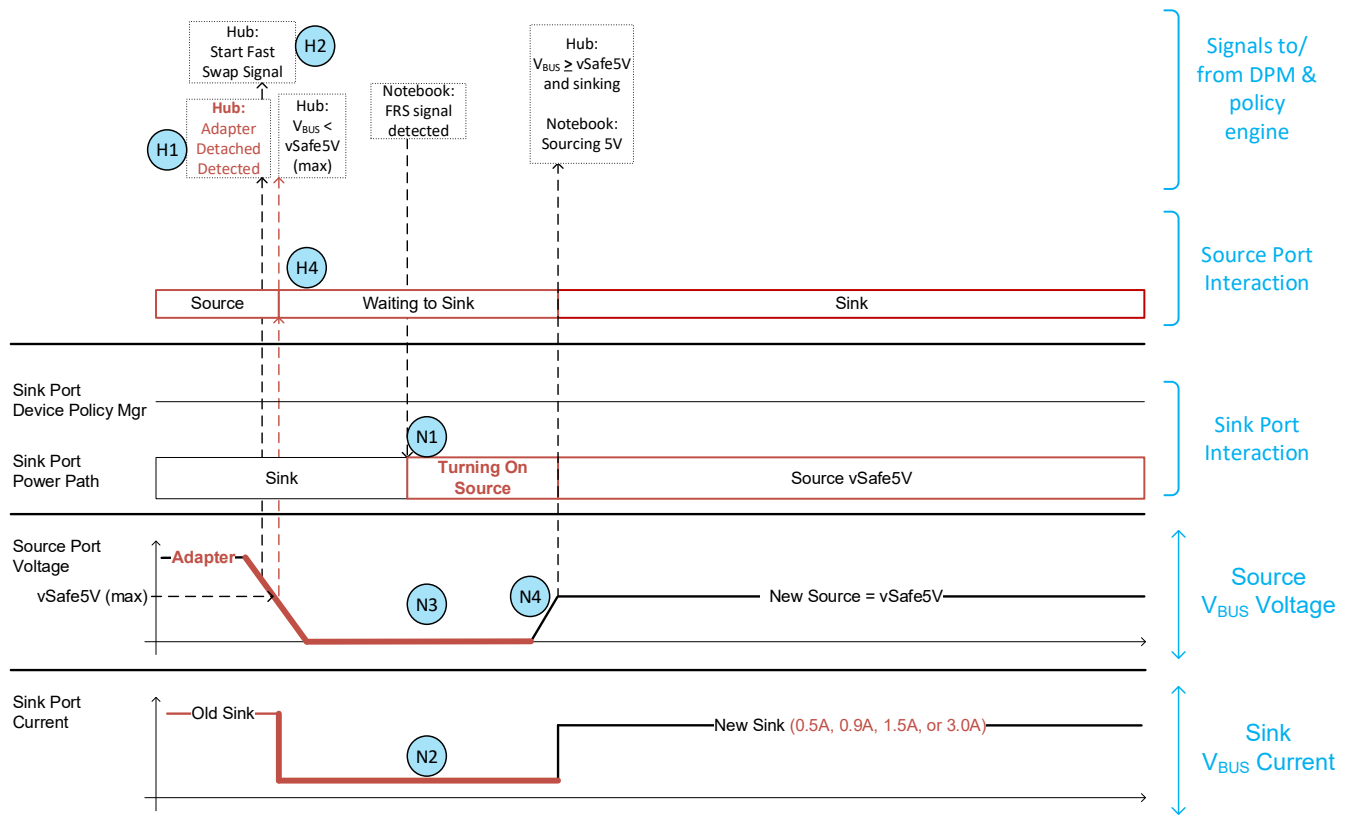 Hub:
Start Fast
Swap Signal
H2
Hub:
Adapter
Detached
Detected
H1
Hub:
VBUS <
vSafe5V
(max)
Notebook:
FRS signal
detected
Hub:
VBUS ≥ vSafe5V
and sinking
Notebook:
Sourcing 5V
Signals to/
from DPM &
policy
engine
H4
Source
Waiting to Sink
Sink
Source Port
Interaction
Sink Port
Device Policy Mgr
N1
Sink Port
Power Path
Sink
Turning On
Source
Source vSafe5V
Sink Port
Interaction
Source Port
Voltage
Adapter
vSafe5V (max)
N3
N4
New Source = vSafe5V
Source
VBUS Voltage
Sink Port
Current
Old Sink
N2
New Sink (0.5A, 0.9A, 1.5A, or 3.0A)
Sink
VBUS Current